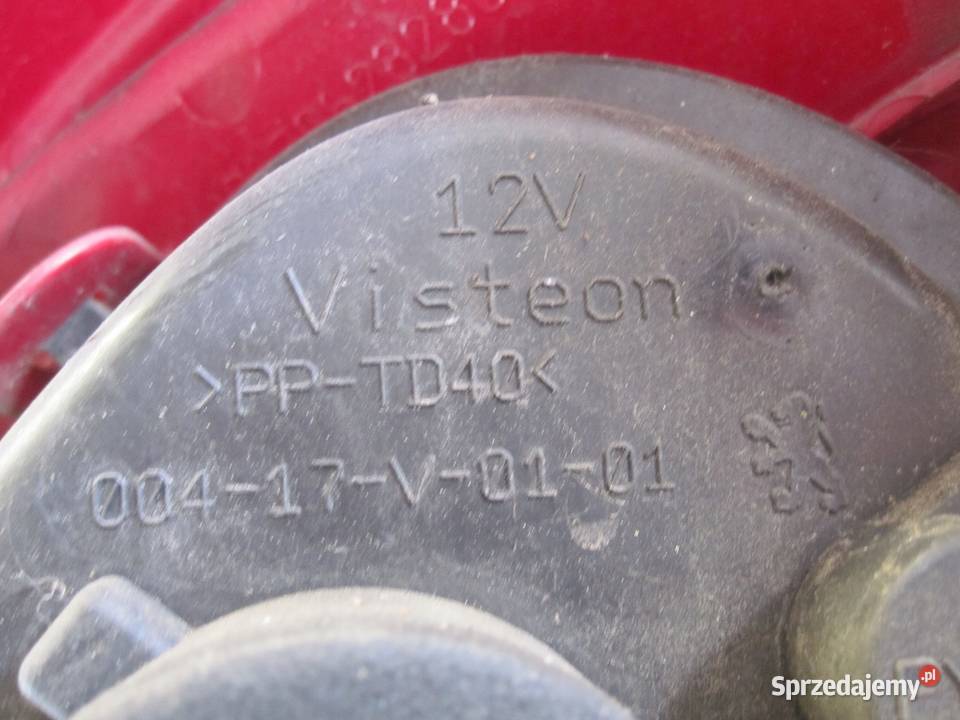 12V
Visteon
>PP-TD40<
004-17-V-01-01
Sprzedajemy.pl